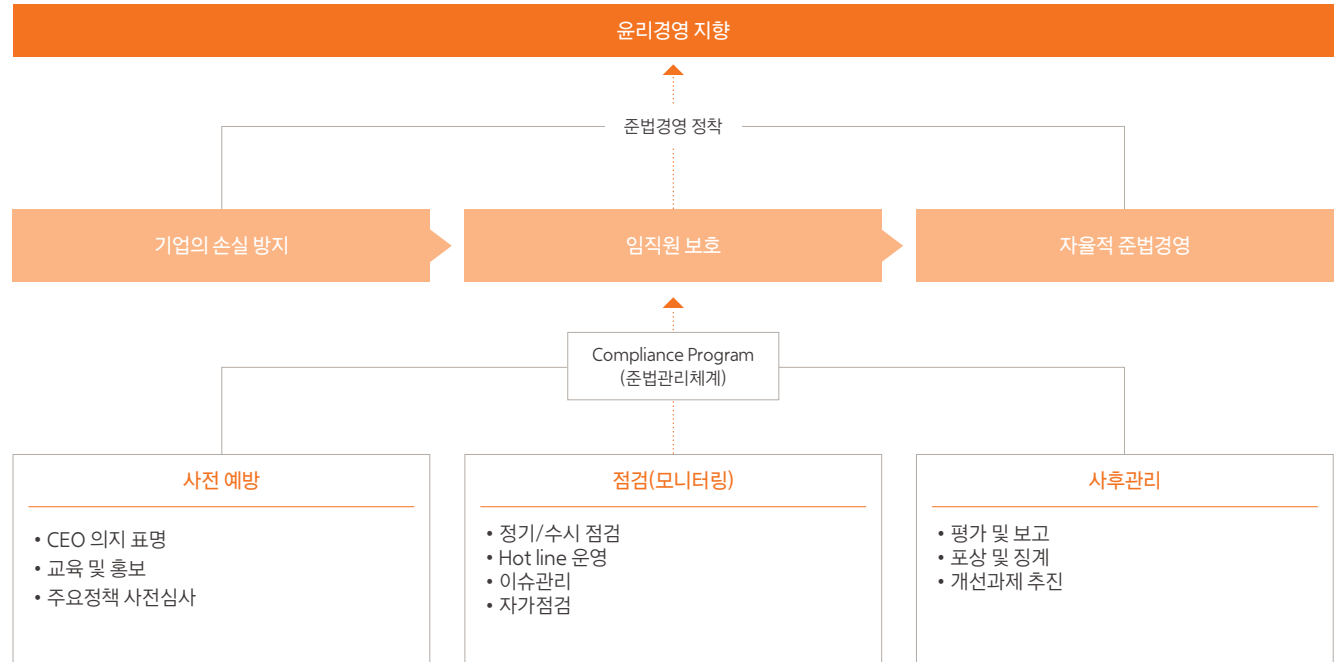 윤리경영 지향
준법경영 정착
기업의 손실 방지
임직원 보호
자율적 준법경영
Compliance Program
(준법관리체계)
사전 예방
• CEO 의지 표명
• 교육 및 홍보
• 주요정책 사전심사
점검(모니터링)
• 정기/수시 점검
• Hot line 운영
• 이슈관리
• 자가점검
사후관리
• 평가 및 보고
• 포상 및 징계
• 개선과제 추진